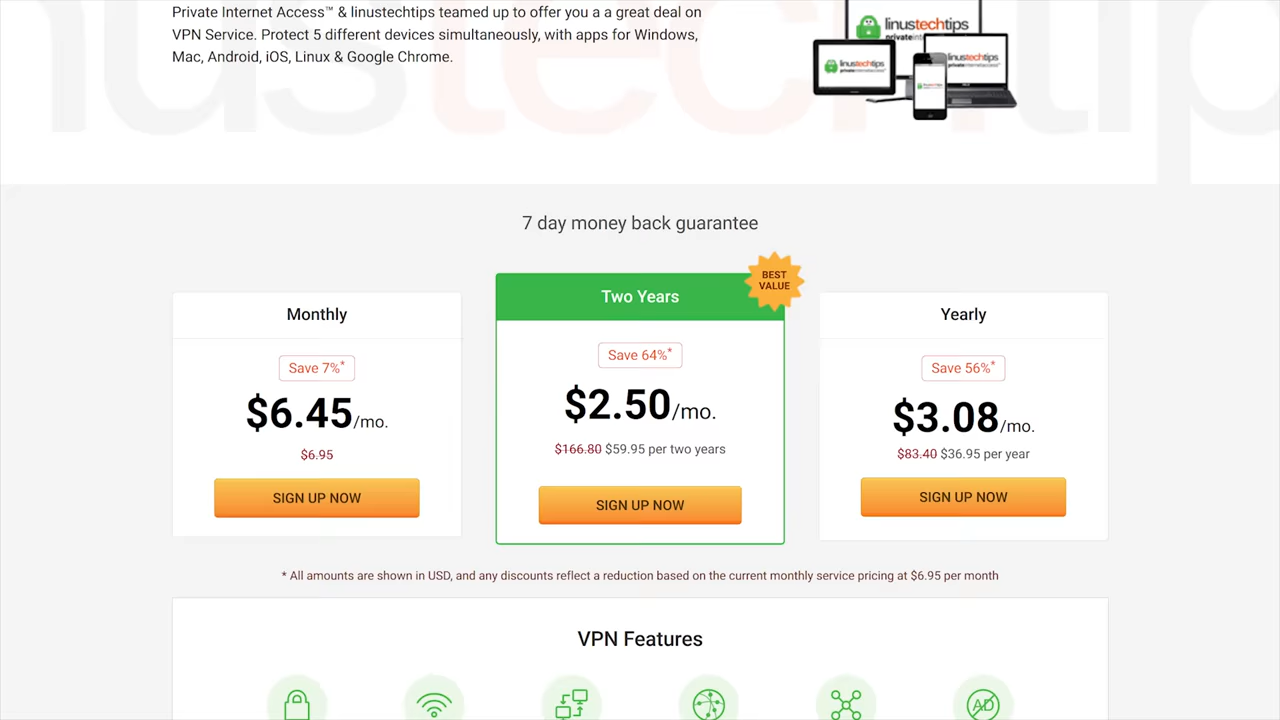 Private Internet Access™ & linustechtips teamed up to offer you a a great deal on
linustechtips
VPN Service. Protect 5 different devices simultaneously, with apps for Windows,
Mac, Android, iOS, Linux & Google Chrome.
linustechtips
privateinternetaccess
linustechtips
privateinternetaccess
7 day money back guarantee
BEST
VALUE
Monthly
Save 7%*
$6.45/mo.
$6.95
SIGN UP NOW
Two Years
Save 64%*
$2.50/mo.
$166.80 $59.95 per two years
SIGN UP NOW
Yearly
Save 56%*
$3.08/mo.
$83.40 $36.95 per year
SIGN UP NOW
* All amounts are shown in USD, and any discounts reflect a reduction based on the current monthly service pricing at $6.95 per month
VPN Features
AD